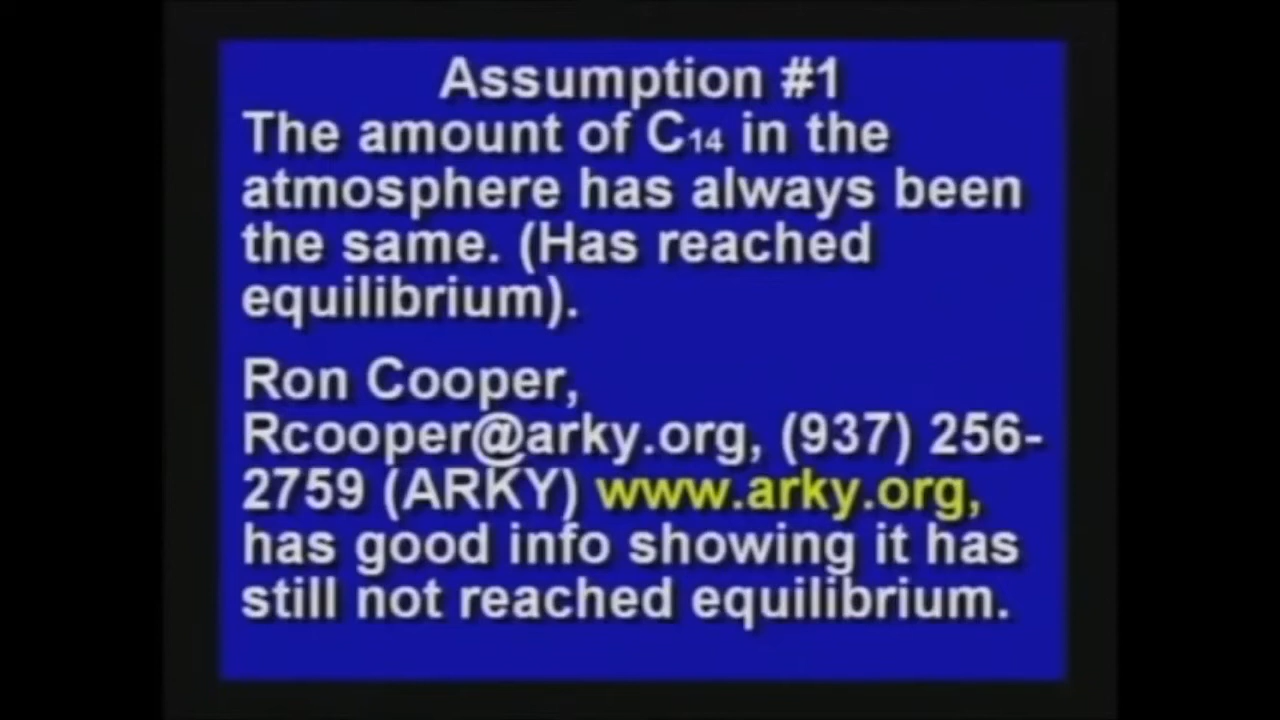 Assumption #1
The amount of C14 in the
atmosphere has always been
the same. (Has reached
equilibrium).
Ron Cooper,
Rcooper@arky.org, (937) 256-
2759 (ARKY) www.arky.org,
has good info showing it has
still not reached equilibrium.